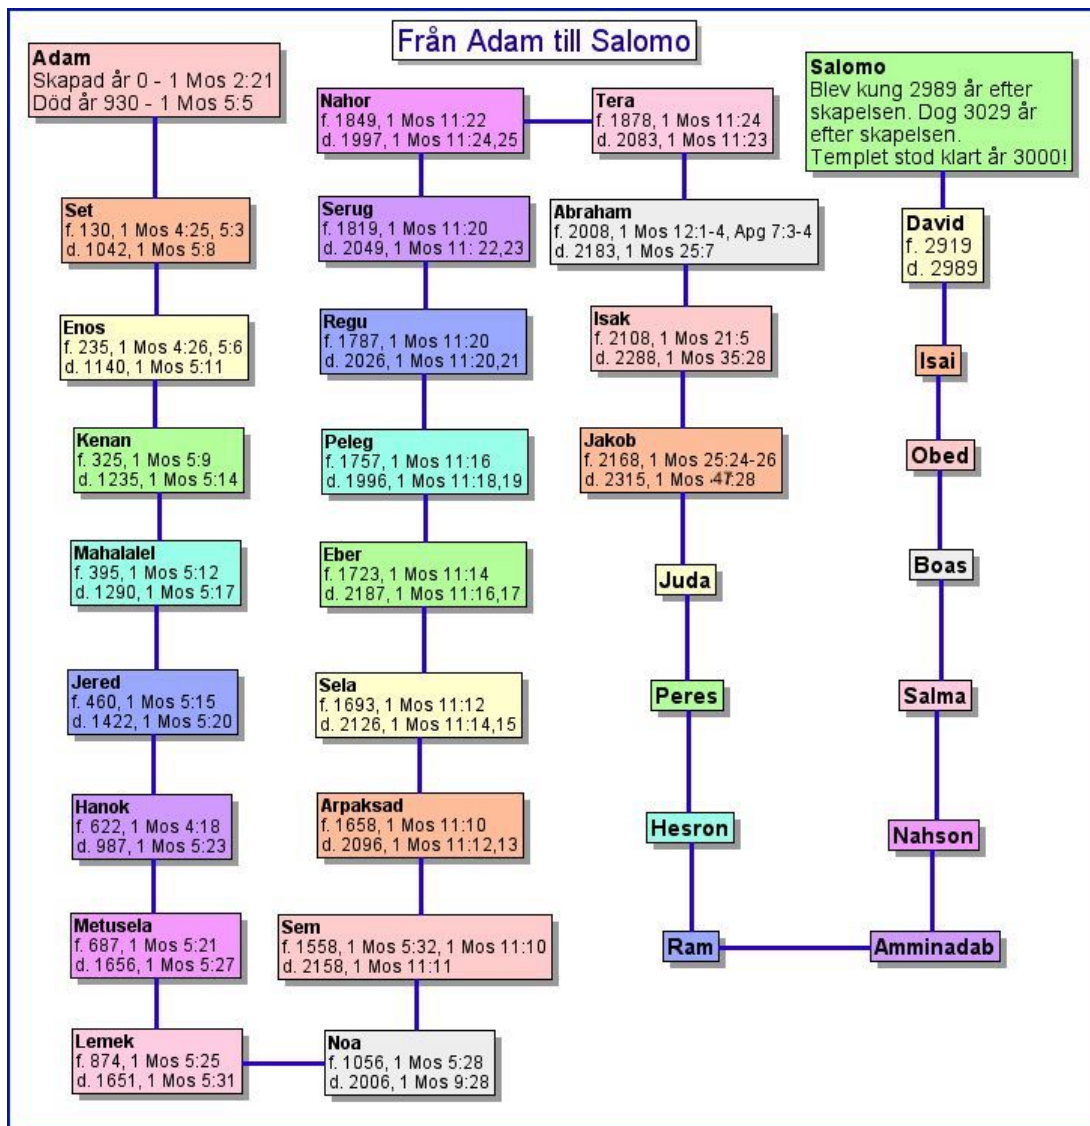 Från Adam till Salomo
Adam
Skapad år 0 - 1 Mos 2:21
Död år 930 - 1 Mos 5:5
Set
f. 130, 1 Mos 4:25, 5:3
d. 1042, 1 Mos 5:8
Enos
f. 235, 1 Mos 4:26, 5:6
d. 1140, 1 Mos 5:11
Kenan
f. 325, 1 Mos 5:9
d. 1235, 1 Mos 5:14
Mahalalel
f. 395, 1 Mos 5:12
d. 1290, 1 Mos 5:17
Jered
f. 460, 1 Mos 5:15
d. 1422, 1 Mos 5:20
Hanok
f. 622, 1 Mos 4:18
d. 987, 1 Mos 5:23
Metusela
f. 687, 1 Mos 5:21
d. 1656, 1 Mos 5:27
Lemek
f. 874, 1 Mos 5:25
d. 1651, 1 Mos 5:31
Noa
f. 1056, 1 Mos 5:28
d. 2006, 1 Mos 9:28
Sem
f. 1558, 1 Mos 5:32, 1 Mos 11:10
d. 2158, 1 Mos 11:11
Arpaksad
f. 1658, 1 Mos 11:10
d. 2096, 1 Mos 11:12,13
Sela
f. 1693, 1 Mos 11:12
d. 2126, 1 Mos 11:14,15
Eber
f. 1723, 1 Mos 11:14
d. 2187, 1 Mos 11:16,17
Peleg
f. 1757, 1 Mos 11:16
d. 1996, 1 Mos 11:18,19
Regu
f. 1787, 1 Mos 11:20
d. 2026, 1 Mos 11:20,21
Serug
f. 1819, 1 Mos 11:20
d. 2049, 1 Mos 11: 22,23
Nahor
f. 1849, 1 Mos 11:22
d. 1997, 1 Mos 11:24,25
Tera
f. 1878, 1 Mos 11:24
d. 2083, 1 Mos 11:23
Abraham
f. 2008, 1 Mos 12:1-4, Apg 7:3-4
d. 2183, 1 Mos 25:7
Isak
f. 2108, 1 Mos 21:5
d. 2288, 1 Mos 35:28
Jakob
f. 2168, 1 Mos 25:24-26
d. 2315, 1 Mos 47:28
Juda
Peres
Hesron
Ram
Amminadab
Nahson
Salma
Boas
Obed
Isai
David
f. 2919
d. 2989
Salomo
Blev kung 2989 år efter
skapelsen. Dog 3029 år
efter skapelsen.
Templet stod klart år 3000!